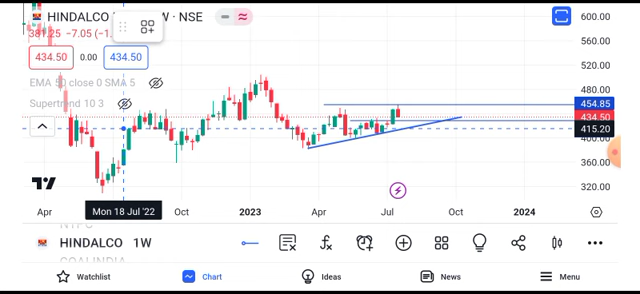 HINDALCO W · NSE
600.00
381.25 -7.05 (-1.
560.00
434.50 0.00 434.50
520.00
EMA 50 close 0 SMA 5
480.00
Supertrend 10 3
454.85
434.50
415.20
400.00
360.00
320.00
Apr Mon 18 Jul '22 Oct 2023 Apr Jul Oct 2024
HINDALCO 1W
Watchlist Chart Ideas News Menu